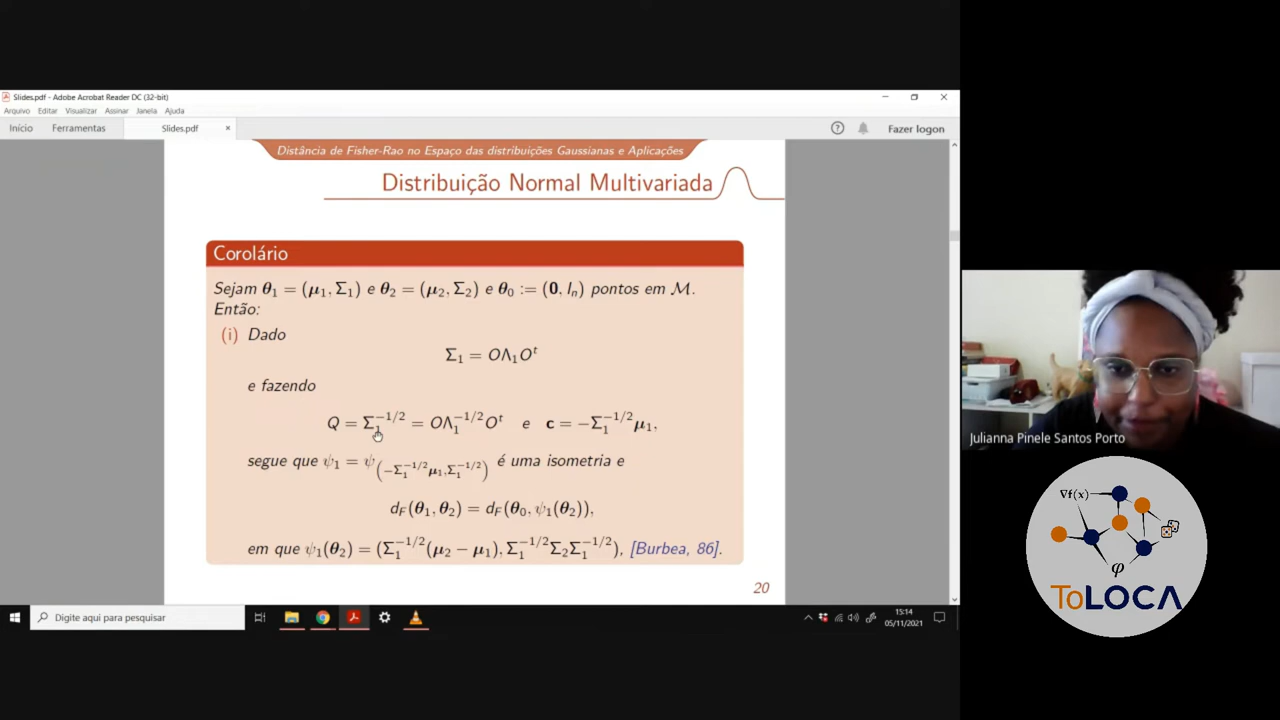 Slides.pdf - Adobe Acrobat Reader DC (32-bit)
Arquivo Editar Visualizar Assinar Janela Ajuda
Início Ferramentas Slides.pdf × Fazer logon
Distância de Fisher-Rao no Espaço das distribuições Gaussianas e Aplicações
Distribuição Normal Multivariada
Corolário
Sejam θ₁ = (μ₁, Σ₁) e θ₂ = (μ₂, Σ₂) e θ₀ := (0, Iₙ) pontos em ℳ.
Então:
(i) Dado
Σ₁ = OΛ₁Oᵗ
e fazendo
Q = Σ₁^{-1/2} = OΛ₁^{-1/2}Oᵗ e c = −Σ₁^{-1/2}μ₁,
segue que ψ₁ = ψ_{(−Σ₁^{-1/2}μ₁, Σ₁^{-1/2})} é uma isometria e
d_F(θ₁, θ₂) = d_F(θ₀, ψ₁(θ₂)),
em que ψ₁(θ₂) = (Σ₁^{-1/2}(μ₂ − μ₁), Σ₁^{-1/2}Σ₂Σ₁^{-1/2}), [Burbea, 86].
20
Digite aqui para pesquisar
15:14
05/11/2021
Julianna Pinele Santos Porto
∇f(x)
φ
ToLOCA